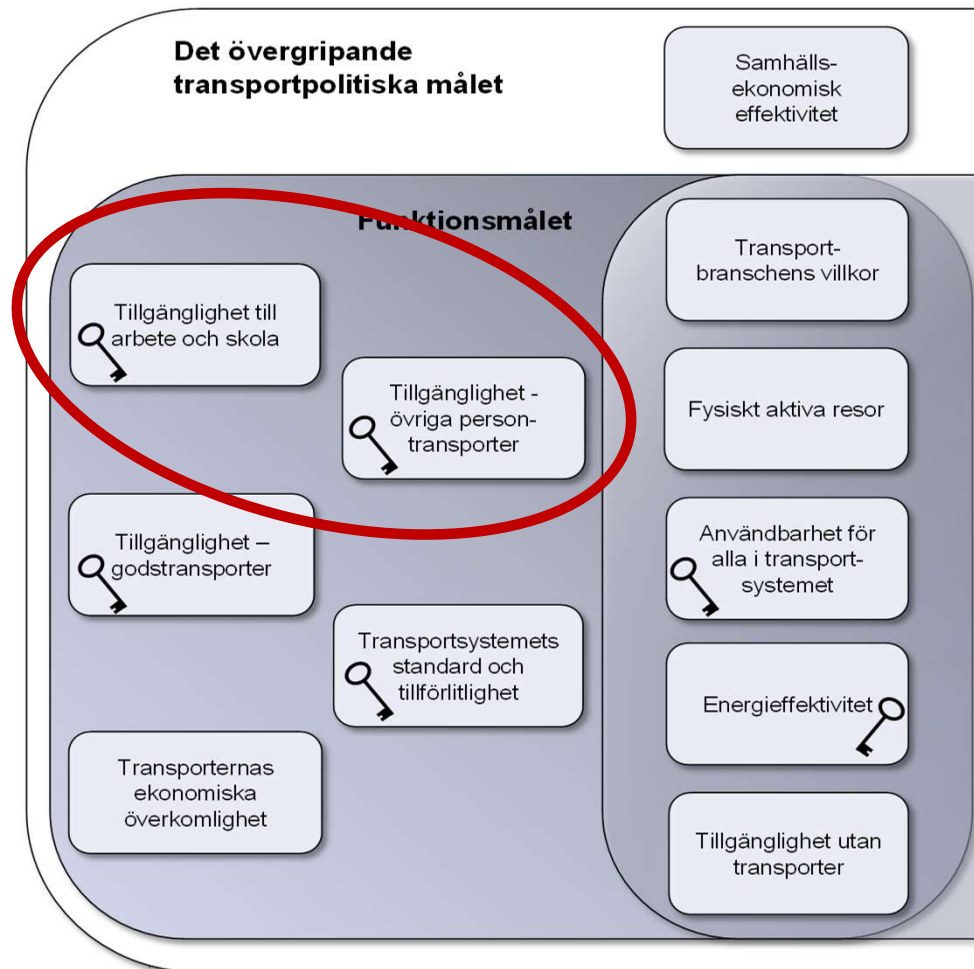 Det övergripande
transportpolitiska målet
Samhälls-
ekonomisk
effektivitet
Funktionsmålet
Tillgänglighet till
arbete och skola
Tillgänglighet -
övriga person-
transporter
Tillgänglighet –
godstransporter
Transportsystemets
standard och
tillförlitlighet
Transporternas
ekonomiska
överkomlighet
Transport-
branschens villkor
Fysiskt aktiva resor
Användbarhet för
alla i transport-
systemet
Energieffektivitet
Tillgänglighet utan
transporter